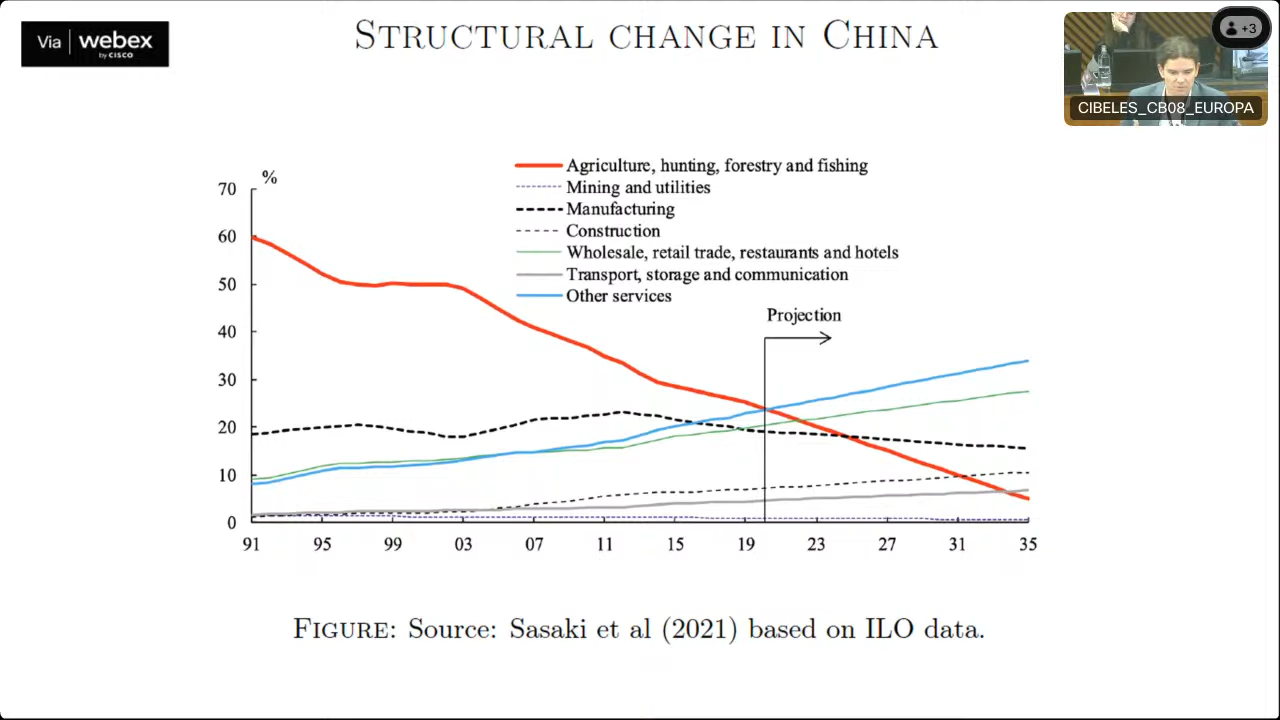 Via webex
by CISCO
STRUCTURAL CHANGE IN CHINA
+3
CIBELES_CB08_EUROPA
Agriculture, hunting, forestry and fishing
Mining and utilities
Manufacturing
Construction
Wholesale, retail trade, restaurants and hotels
Transport, storage and communication
Other services
%
70
60
50
40
30
20
10
0
Projection
91 95 99 03 07 11 15 19 23 27 31 35
FIGURE: Source: Sasaki et al (2021) based on ILO data.